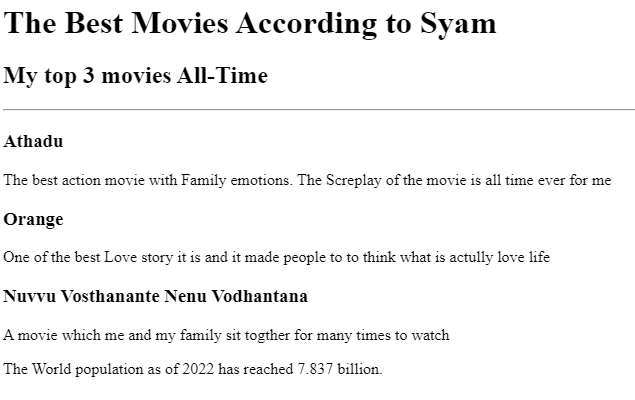 The Best Movies According to Syam
My top 3 movies All-Time
Athadu
The best action movie with Family emotions. The Screplay of the movie is all time ever for me
Orange
One of the best Love story it is and it made people to to think what is actully love life
Nuvvu Vosthanante Nenu Vodhantana
A movie which me and my family sit togther for many times to watch
The World population as of 2022 has reached 7.837 billion.